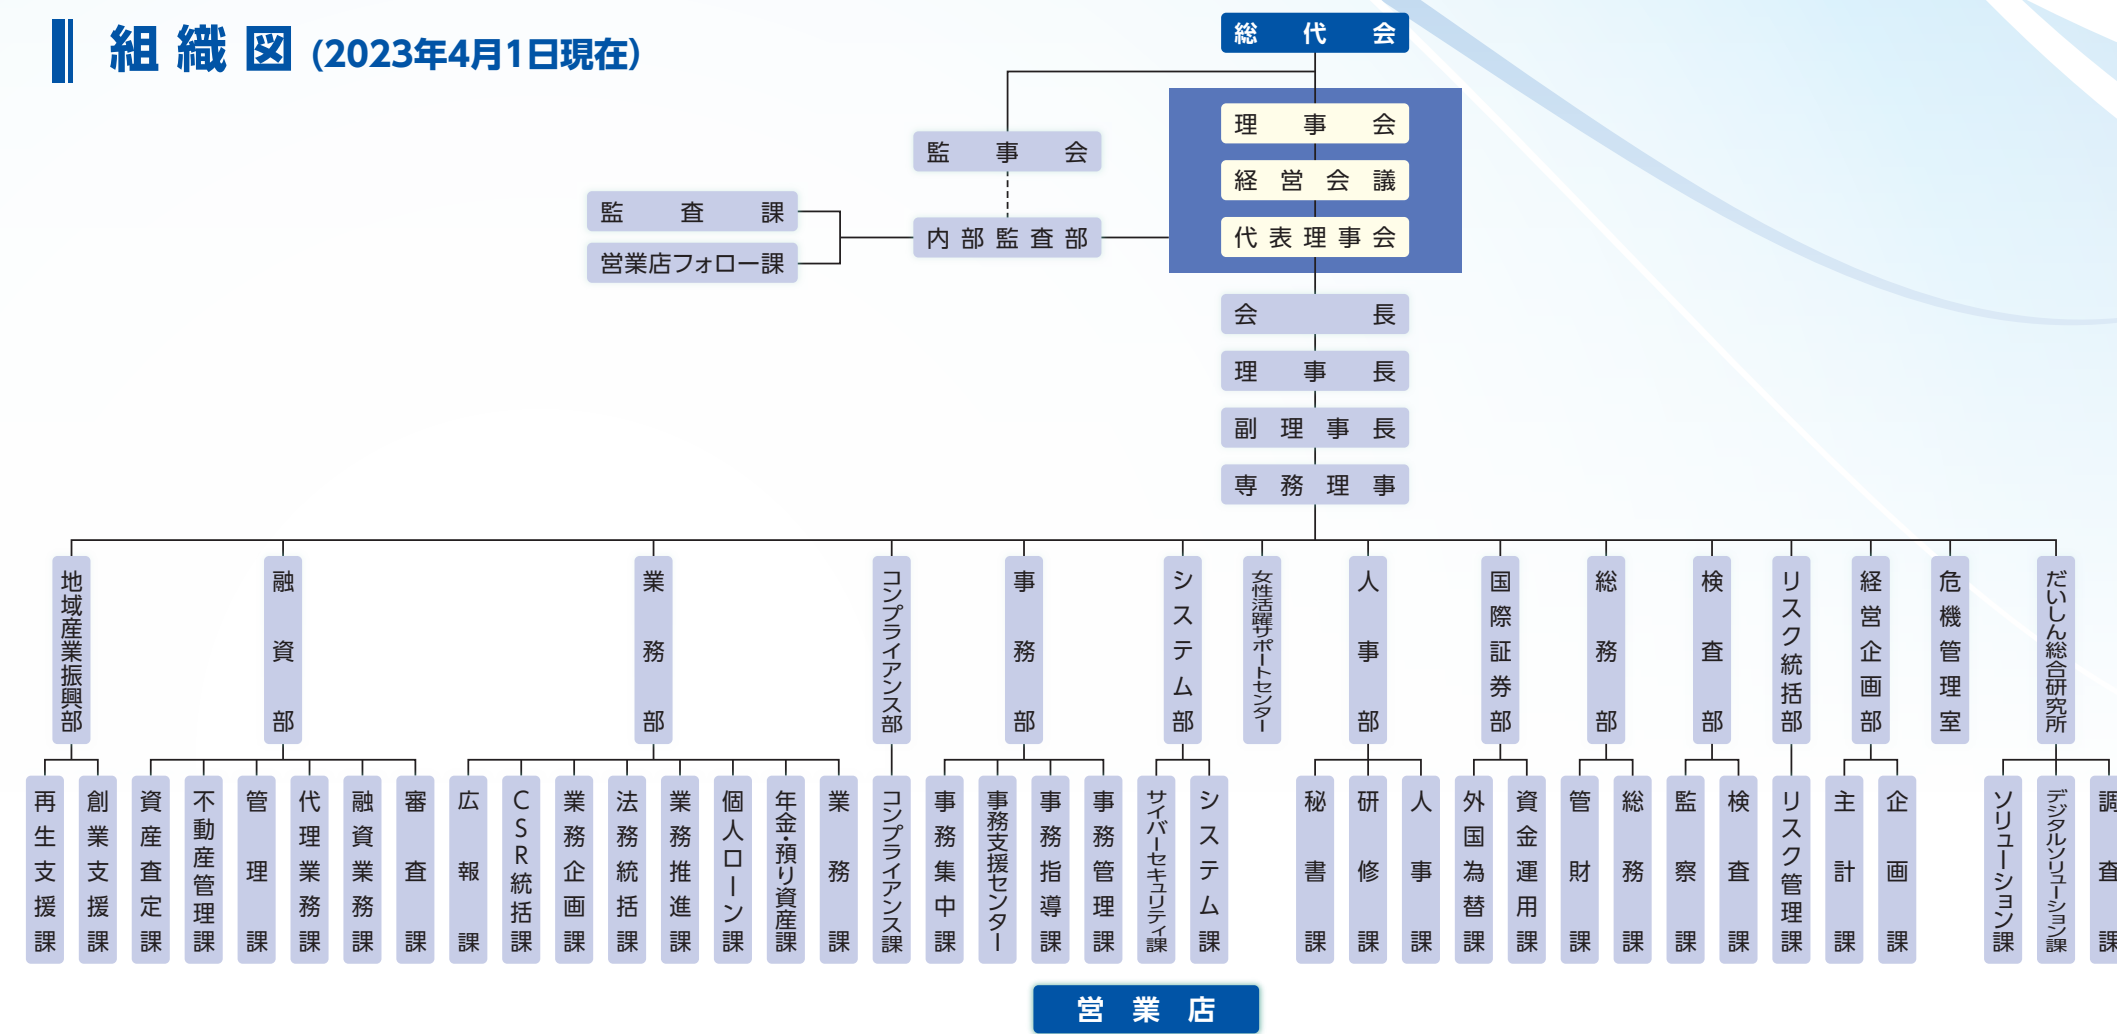 組織図 (2023年4月1日現在)
総代会
理事会
監事会
経営会議
監査課
内部監査部
代表理事会
営業店フォロー課
会長
理事長
副理事長
専務理事
地域産業振興部
融資部
業務部
コンプライアンス部
事務部
システム部
女性活躍サポートセンター
人事部
国際証券部
総務部
検査部
リスク統括部
経営企画部
危機管理室
だいしん総合研究所
再生支援課
創業支援課
資産査定課
不動産管理課
管理課
代理業務課
融資業務課
審査課
広報課
CSR統括課
業務企画課
法務統括課
業務推進課
個人ローン課
年金・預り資産課
業務課
コンプライアンス課
事務集中課
事務支援センター
事務指導課
事務管理課
サイバーセキュリティ課
システム課
秘書課
研修課
人事課
外国為替課
資金運用課
管財課
総務課
監察課
検査課
リスク管理課
主計課
企画課
ソリューション課
デジタルソリューション課
調査課
営業店